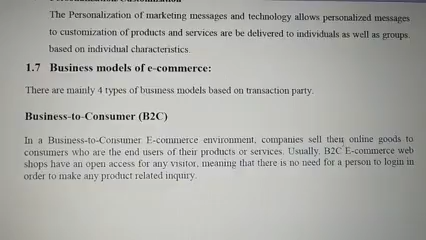 The Personalization of marketing messages and technology allows personalized messages
to customization of products and services are be delivered to individuals as well as groups.
based on individual characteristics.
1.7 Business models of e-commerce:
There are mainly 4 types of business models based on transaction party.
Business-to-Consumer (B2C)
In a Business-to-Consumer E-commerce environment, companies sell their online goods to
consumers who are the end users of their products or services. Usually, B2C E-commerce web
shops have an open access for any visitor, meaning that there is no need for a person to login in
order to make any product related inquiry.